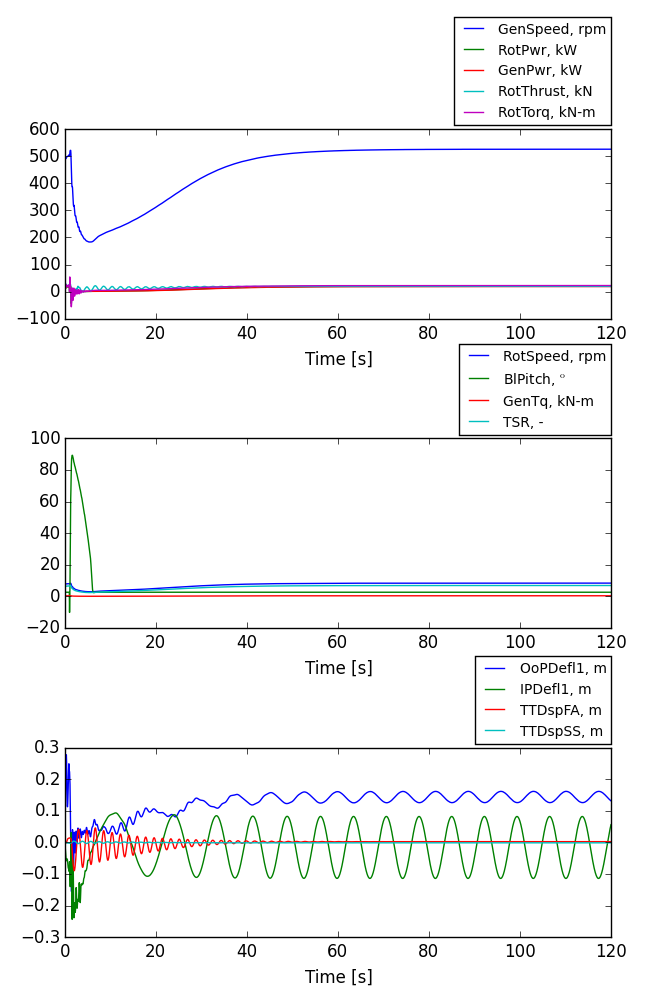 GenSpeed, rpm
RotPwr, kW
GenPwr, kW
RotThrust, kN
RotTorq, kN-m
600
500
400
300
200
100
0
−100
0 20 40 60 80 100 120
Time [s]
RotSpeed, rpm
BlPitch, °
GenTq, kN-m
TSR, -
100
80
60
40
20
0
−20
0 20 40 60 80 100 120
Time [s]
OoPDefl1, m
IPDefl1, m
TTDspFA, m
TTDspSS, m
0.3
0.2
0.1
0.0
−0.1
−0.2
−0.3
0 20 40 60 80 100 120
Time [s]